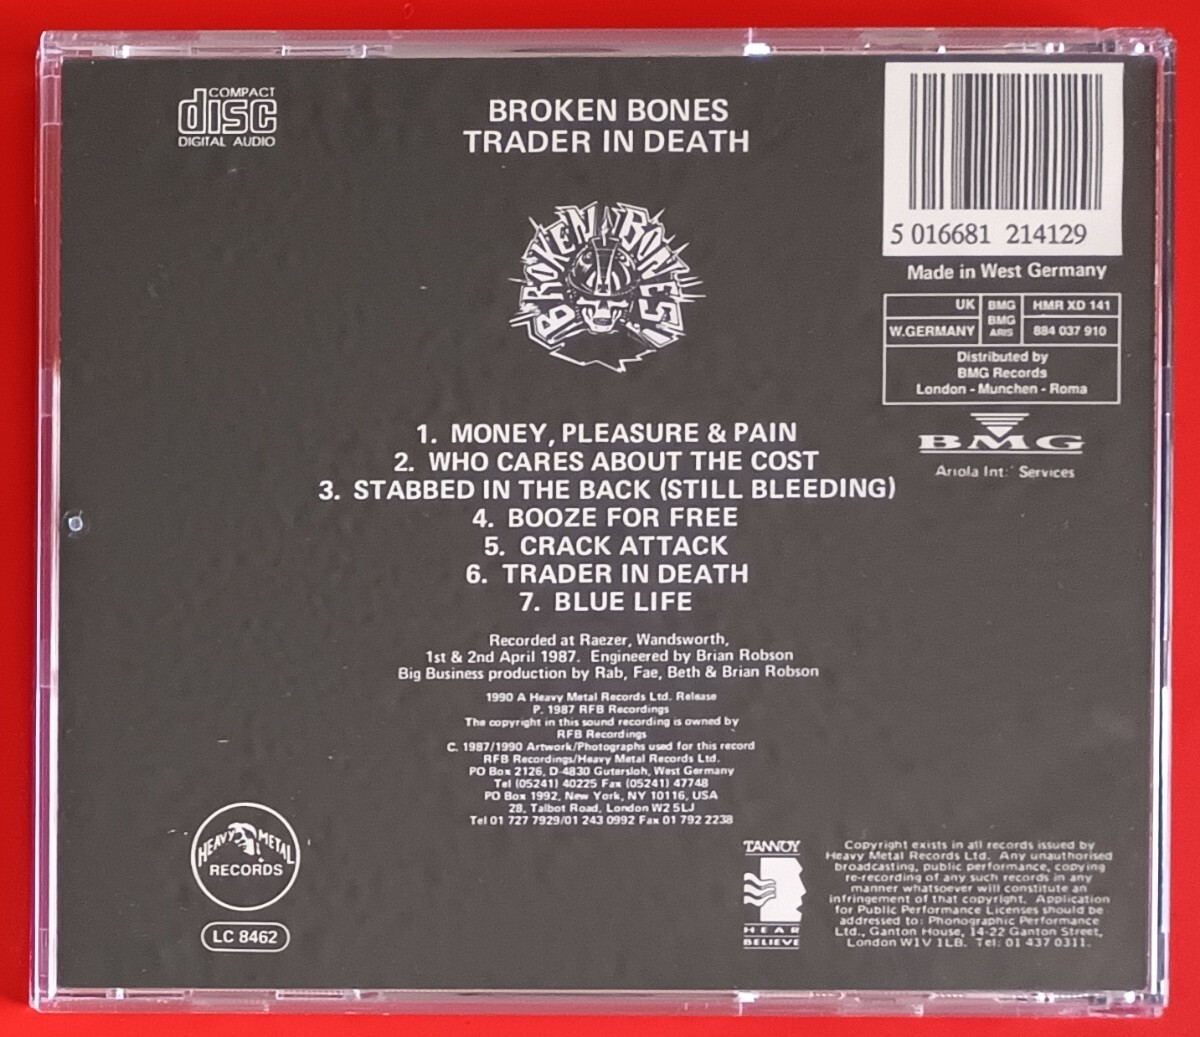 COMPACT
disc
DIGITAL AUDIO
BROKEN BONES
TRADER IN DEATH
BROKEN BONES
5 016681 214129
Made in West Germany
UK BMG HMR XD 141
W.GERMANY BMG ARIS 884 037 910
Distributed by
BMG Records
London - Munchen - Roma
BMG
Ariola Int. Services
1. MONEY, PLEASURE & PAIN
2. WHO CARES ABOUT THE COST
3. STABBED IN THE BACK (STILL BLEEDING)
4. BOOZE FOR FREE
5. CRACK ATTACK
6. TRADER IN DEATH
7. BLUE LIFE
Recorded at Raezer, Wandsworth,
1st & 2nd April 1987. Engineered by Brian Robson
Big Business production by Rab, Fae, Beth & Brian Robson
1990 A Heavy Metal Records Ltd. Release
P. 1987 RFB Recordings
The copyright in this sound recording is owned by
RFB Recordings
C. 1987/1990 Artwork/Photographs used for this record
RFB Recordings/Heavy Metal Records Ltd.
PO Box 2126, D-4830 Gutersloh, West Germany
Tel (05241) 40225 Fax (05241) 47748
PO Box 1992, New York, NY 10116, USA
28, Talbot Road, London W2 5LJ
Tel 01 727 7929/01 243 0992 Fax 01 792 2238
HEAVY METAL
RECORDS
LC 8462
TANNOY
HEAR
BELIEVE
Copyright exists in all records issued by
Heavy Metal Records Ltd. Any unauthorised
broadcasting, public performance, copying
re-recording of any such records in any
manner whatsoever will constitute an
infringement of that copyright. Application
for Public Performance Licenses should be
addressed to: Phonographic Performance
Ltd., Ganton House, 14-22 Ganton Street,
London W1V 1LB. Tel: 01 437 0311.